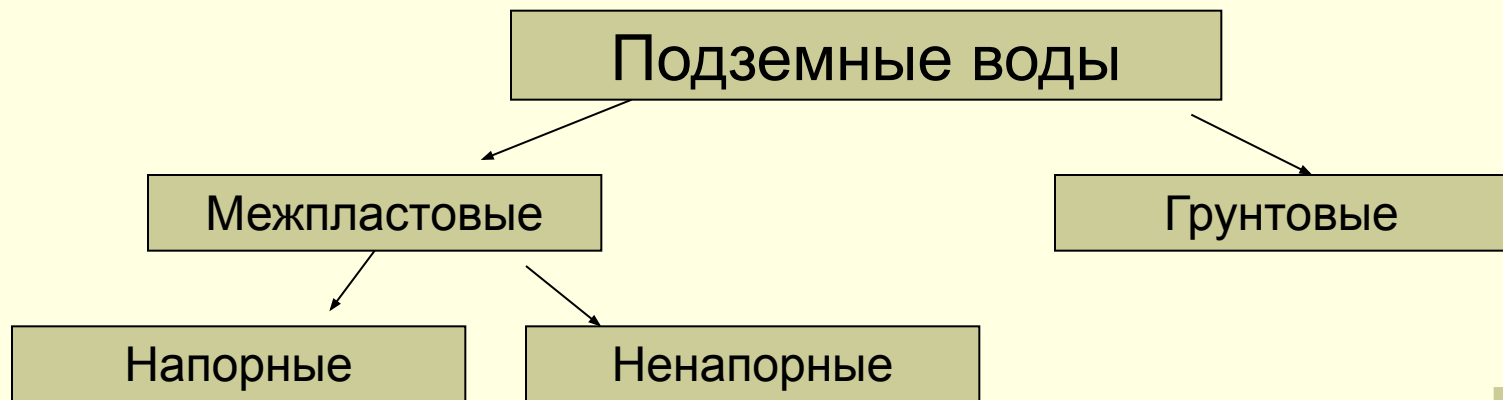 Подземные воды
Межпластовые
Грунтовые
Напорные
Ненапорные